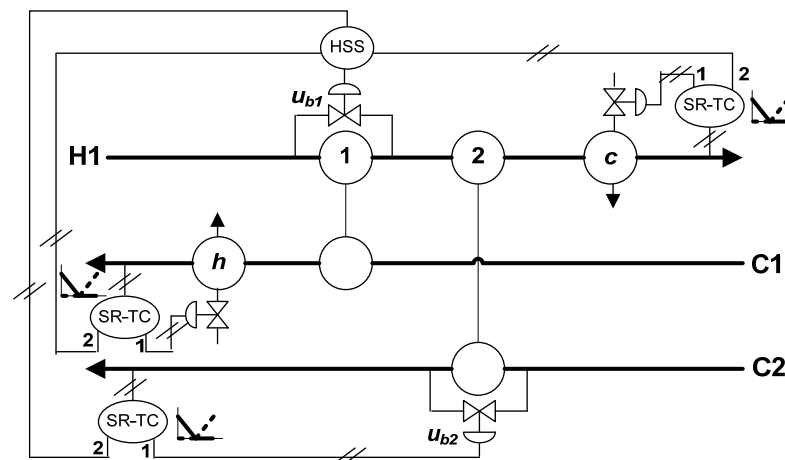 HSS
1 2
u_b1
SR-TC
H1 1 2 c
h C1
SR-TC
2 1
C2
SR-TC
u_b2
2 1